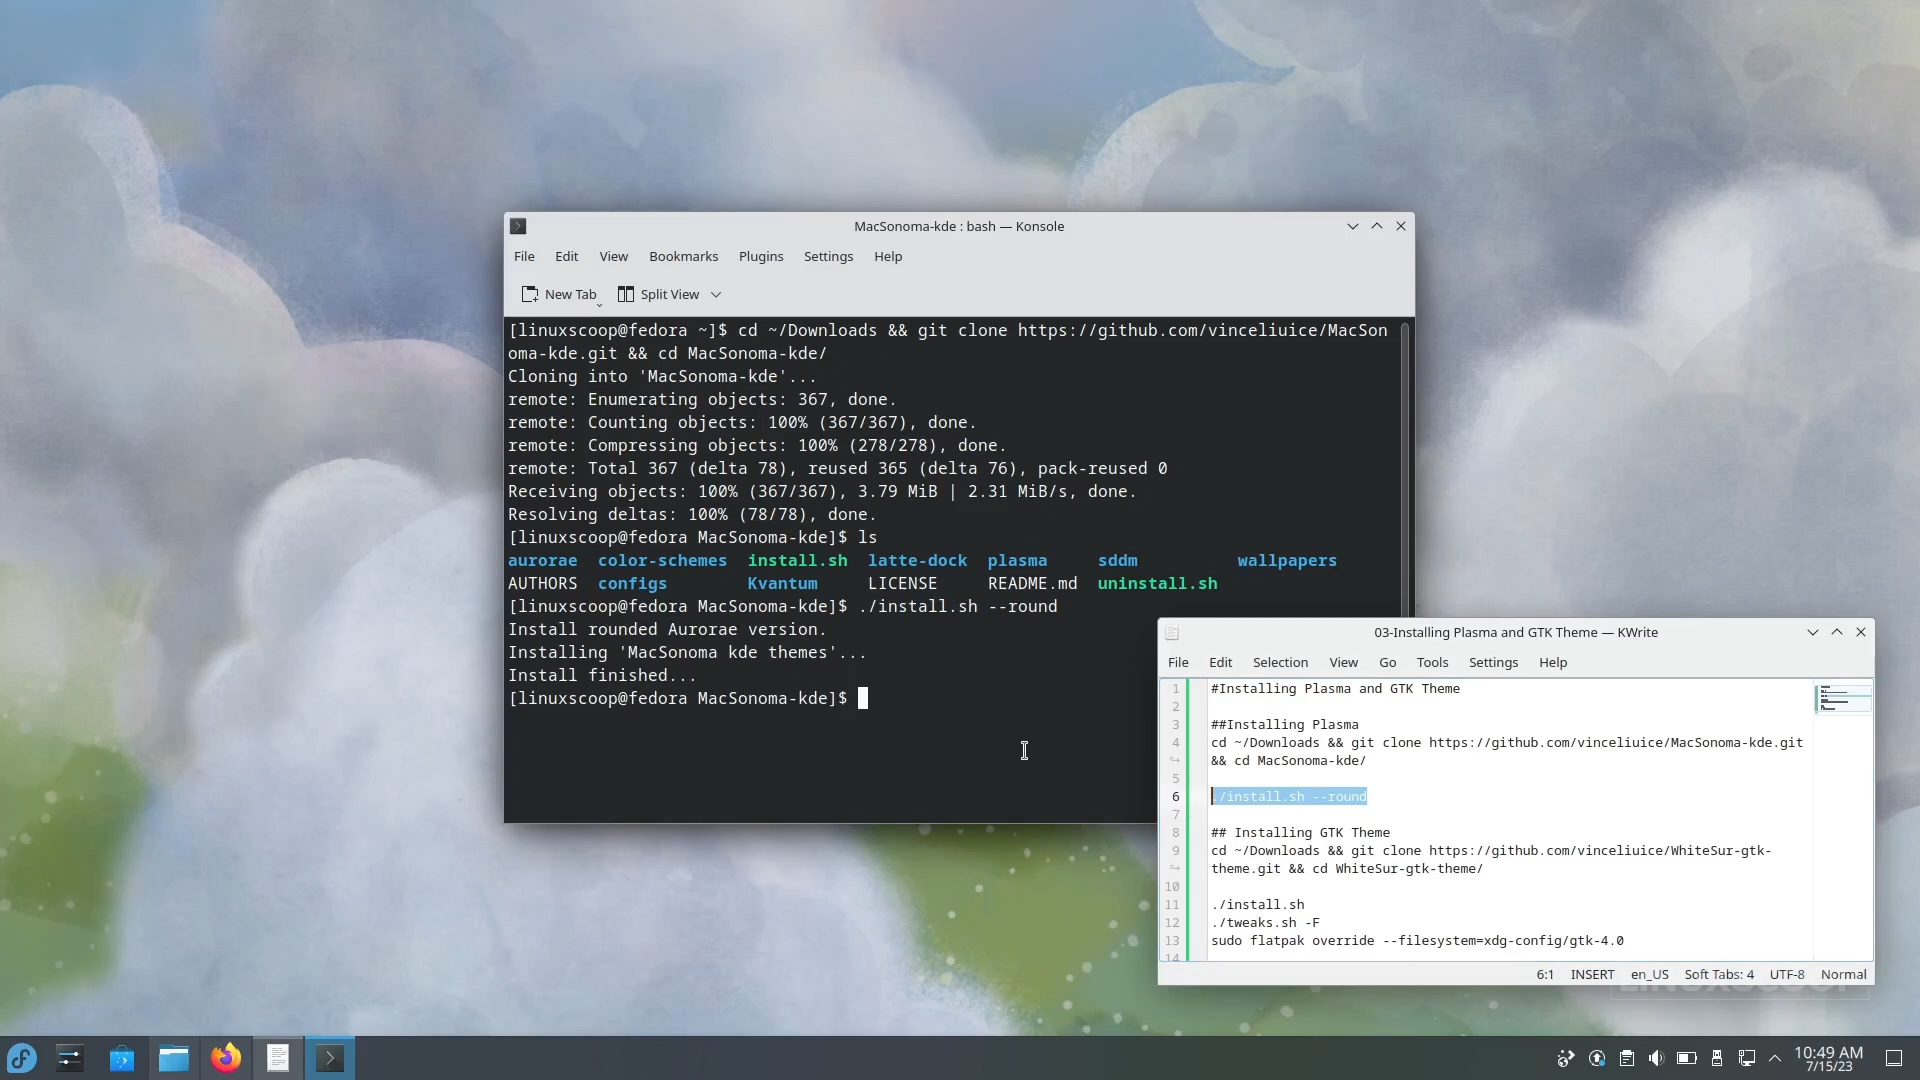 MacSonoma-kde : bash — Konsole
File Edit View Bookmarks Plugins Settings Help
New Tab Split View
[linuxscoop@fedora ~]$ cd ~/Downloads && git clone https://github.com/vinceliuice/MacSon
oma-kde.git && cd MacSonoma-kde/
Cloning into 'MacSonoma-kde'...
remote: Enumerating objects: 367, done.
remote: Counting objects: 100% (367/367), done.
remote: Compressing objects: 100% (278/278), done.
remote: Total 367 (delta 78), reused 365 (delta 76), pack-reused 0
Receiving objects: 100% (367/367), 3.79 MiB | 2.31 MiB/s, done.
Resolving deltas: 100% (78/78), done.
[linuxscoop@fedora MacSonoma-kde]$ ls
aurorae color-schemes install.sh latte-dock plasma sddm wallpapers
AUTHORS configs Kvantum LICENSE README.md uninstall.sh
[linuxscoop@fedora MacSonoma-kde]$ ./install.sh --round
Install rounded Aurorae version.
Installing 'MacSonoma kde themes'...
Install finished...
[linuxscoop@fedora MacSonoma-kde]$
03-Installing Plasma and GTK Theme — KWrite
File Edit Selection View Go Tools Settings Help
1 #Installing Plasma and GTK Theme
2
3 ##Installing Plasma
4 cd ~/Downloads && git clone https://github.com/vinceliuice/MacSonoma-kde.git
&& cd MacSonoma-kde/
5
6 ./install.sh --round
7
8 ## Installing GTK Theme
9 cd ~/Downloads && git clone https://github.com/vinceliuice/WhiteSur-gtk-
theme.git && cd WhiteSur-gtk-theme/
10
11 ./install.sh
12 ./tweaks.sh -F
13 sudo flatpak override --filesystem=xdg-config/gtk-4.0
14
6:1 INSERT en_US Soft Tabs: 4 UTF-8 Normal
10:49 AM
7/15/23